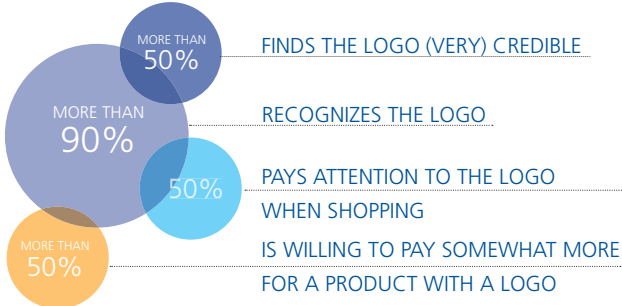 MORE THAN
50%
FINDS THE LOGO (VERY) CREDIBLE
MORE THAN
90%
RECOGNIZES THE LOGO
50%
PAYS ATTENTION TO THE LOGO
WHEN SHOPPING
MORE THAN
50%
IS WILLING TO PAY SOMEWHAT MORE
FOR A PRODUCT WITH A LOGO